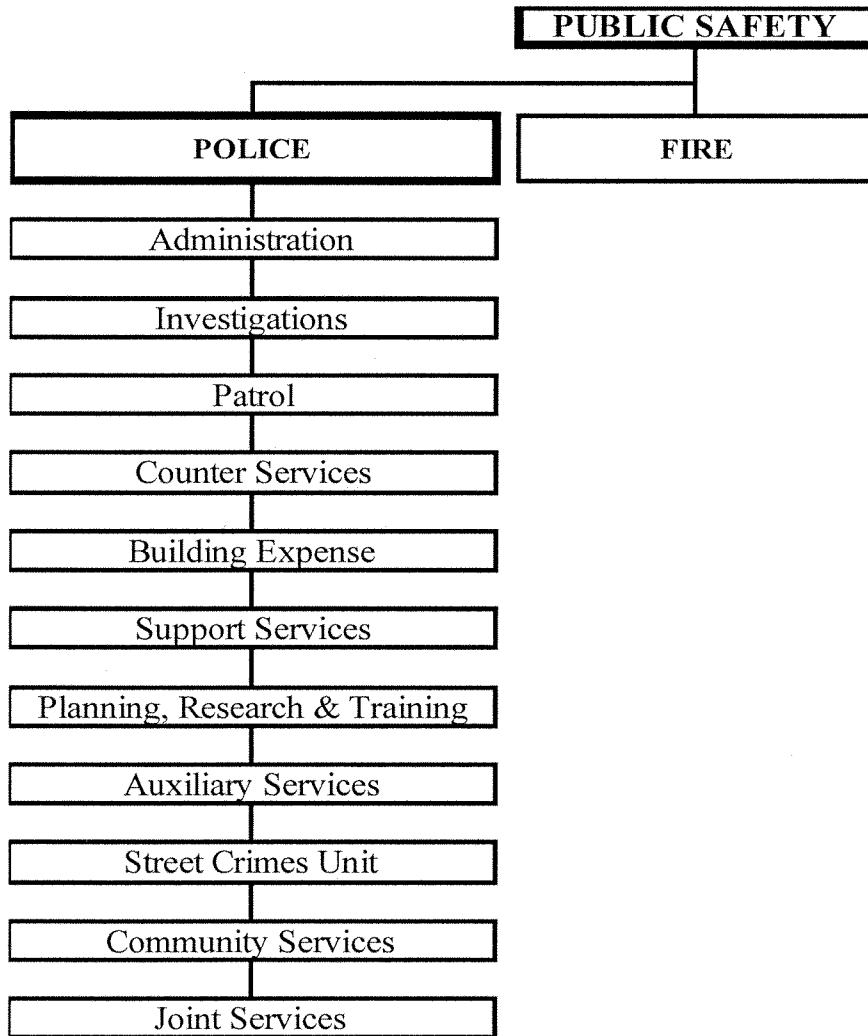 PUBLIC SAFETY
POLICE
FIRE
Administration
Investigations
Patrol
Counter Services
Building Expense
Support Services
Planning, Research & Training
Auxiliary Services
Street Crimes Unit
Community Services
Joint Services